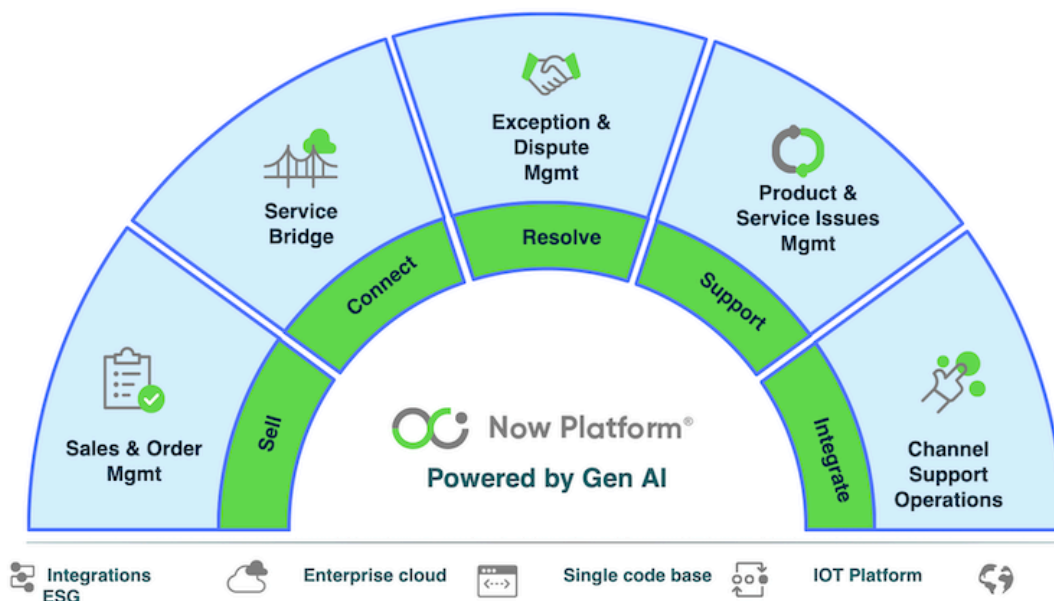 Exception &
Dispute
Mgmt
Service
Bridge
Product &
Service Issues
Mgmt
Resolve
Connect
Support
Sales & Order
Mgmt
Sell
Now Platform®
Powered by Gen AI
Integrate
Channel
Support
Operations
Integrations
ESG
Enterprise cloud
Single code base
IOT Platform